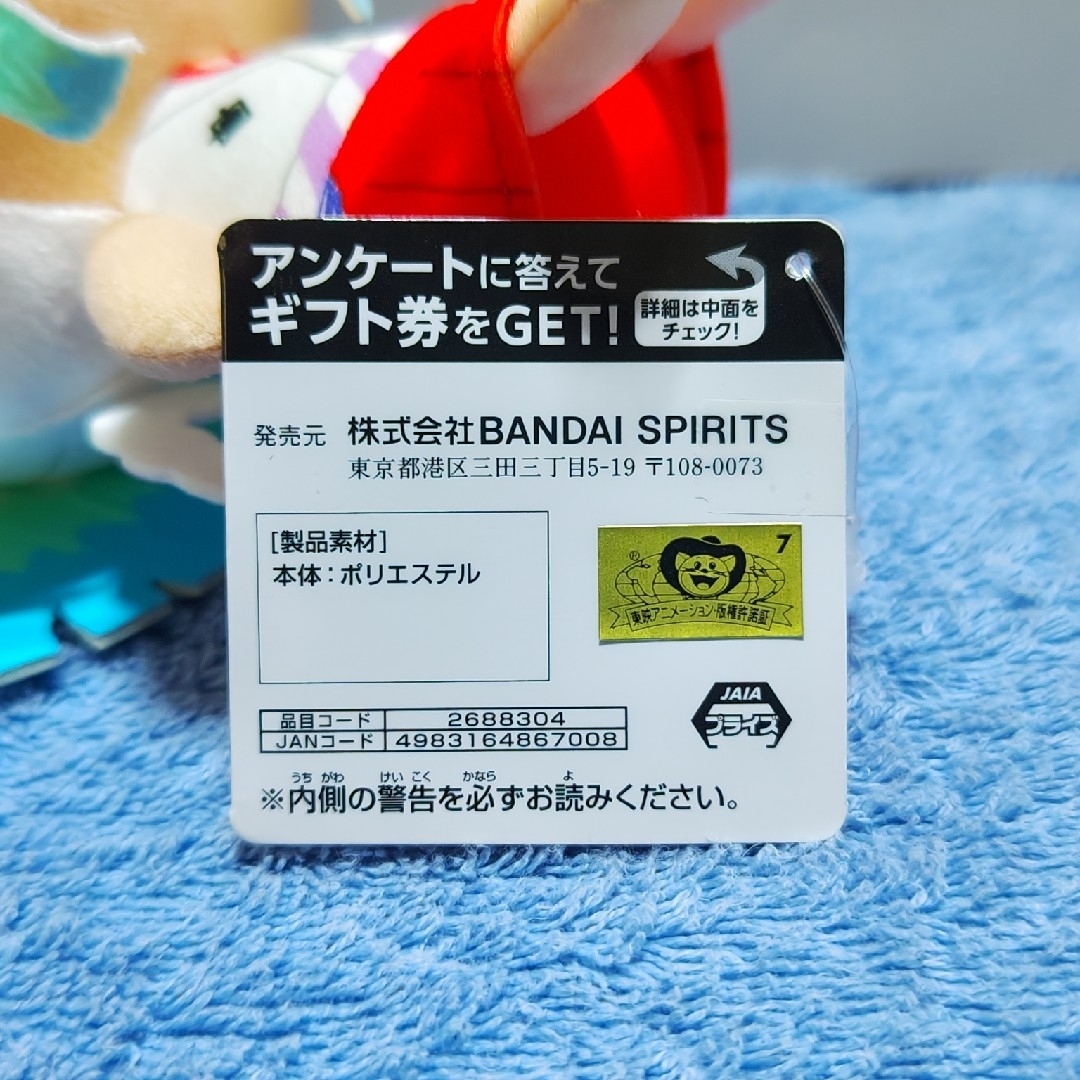 アンケートに答えて
ギフト券をGET!
詳細は中面を
チェック!
発売元 株式会社BANDAI SPIRITS
東京都港区三田三丁目5-19 〒108-0073
[製品素材]
本体:ポリエステル
7
®
東映アニメーション・版権許諾証
JAIA
プライズ
品目コード 2688304
JANコード 4983164867008
うち がわ けい こく かなら よ
※内側の警告を必ずお読みください。